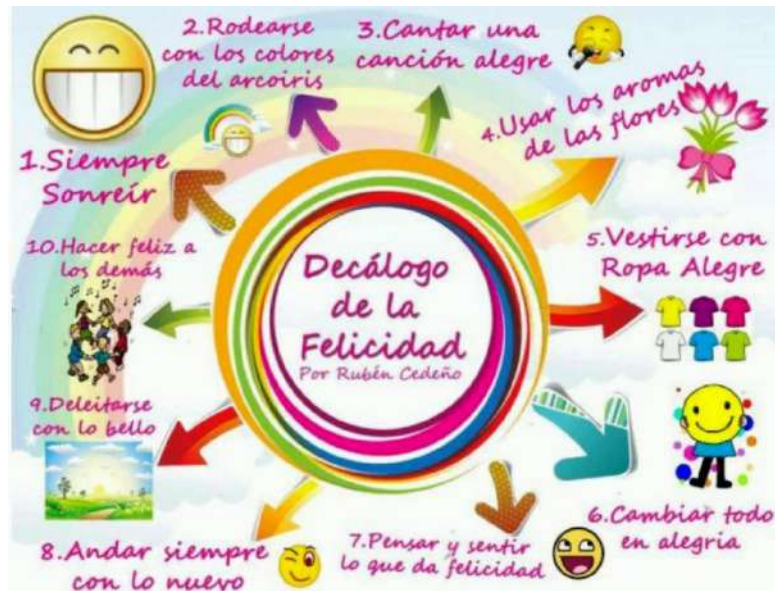 Decálogo
de la
Felicidad
Por Rubén Cedeño
1.Siempre
Sonreír
2.Rodearse
con los colores
del arcoiris
3.Cantar una
canción alegre
4.Usar los aromas
de las flores
5.Vestirse con
Ropa Alegre
6.Cambiar todo
en alegria
7.Pensar y sentir
lo que da felicidad
8.Andar siempre
con lo nuevo
9.Deleitarse
con lo bello
10.Hacer feliz a
los demás